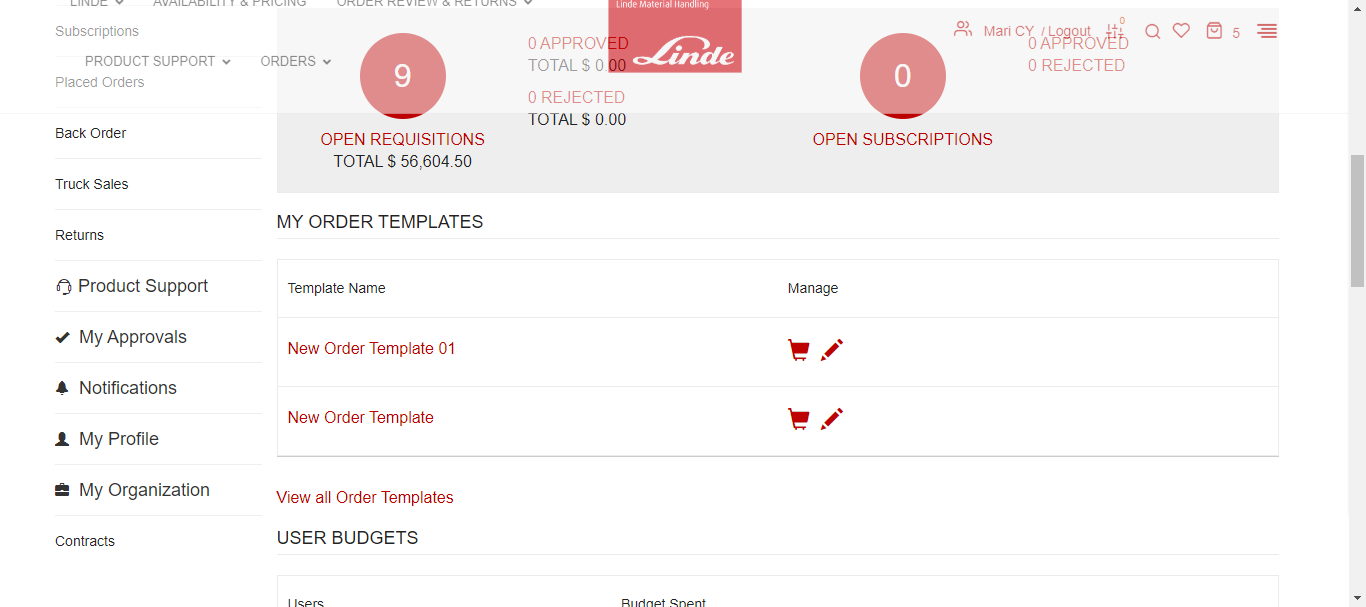 LINDE AVAILABILITY & PRICING ORDER REVIEW & RETURNS
Linde Material Handling
Linde
Mari CY / Logout
0
5
PRODUCT SUPPORT ORDERS
Subscriptions
Placed Orders
Back Order
Truck Sales
Returns
Product Support
My Approvals
Notifications
My Profile
My Organization
Contracts
9
OPEN REQUISITIONS
TOTAL $ 56,604.50
0 APPROVED
TOTAL $ 0.00
0 REJECTED
TOTAL $ 0.00
0
OPEN SUBSCRIPTIONS
0 APPROVED
0 REJECTED
MY ORDER TEMPLATES
Template Name Manage
New Order Template 01
New Order Template
View all Order Templates
USER BUDGETS
Users Budget Spent